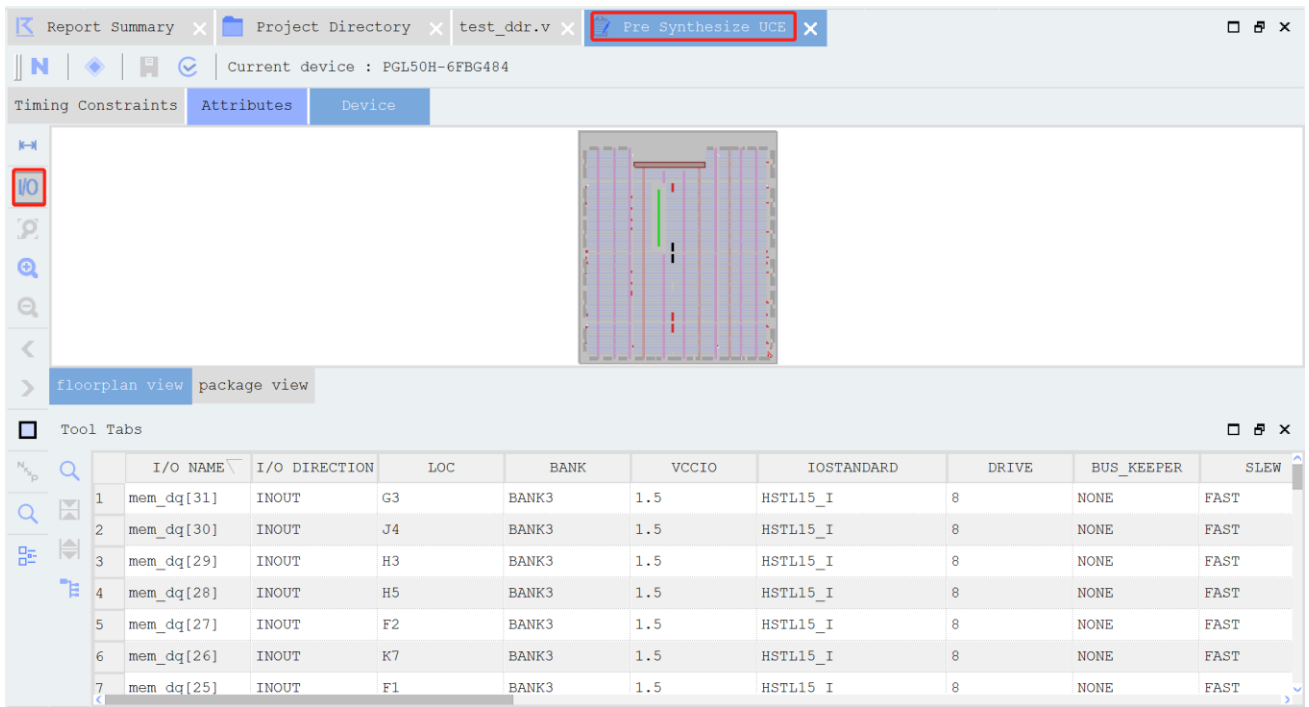 Report Summary Project Directory test_ddr.v Pre Synthesize UCE
Current device : PGL50H-6FBG484
Timing Constraints Attributes Device
I/O
floorplan view package view
Tool Tabs
I/O NAME I/O DIRECTION LOC BANK VCCIO IOSTANDARD DRIVE BUS_KEEPER SLEW
1 mem_dq[31] INOUT G3 BANK3 1.5 HSTL15_I 8 NONE FAST
2 mem_dq[30] INOUT J4 BANK3 1.5 HSTL15_I 8 NONE FAST
3 mem_dq[29] INOUT H3 BANK3 1.5 HSTL15_I 8 NONE FAST
4 mem_dq[28] INOUT H5 BANK3 1.5 HSTL15_I 8 NONE FAST
5 mem_dq[27] INOUT F2 BANK3 1.5 HSTL15_I 8 NONE FAST
6 mem_dq[26] INOUT K7 BANK3 1.5 HSTL15_I 8 NONE FAST
7 mem_dq[25] INOUT F1 BANK3 1.5 HSTL15_I 8 NONE FAST